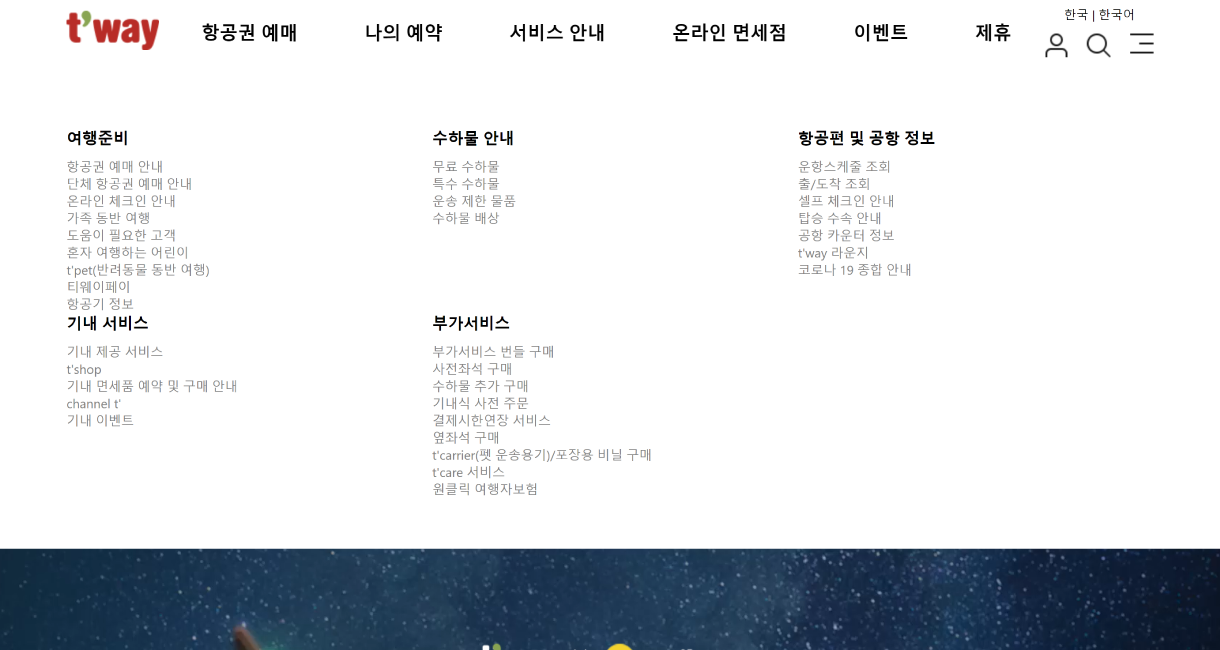 t'way
항공권 예매
나의 예약
서비스 안내
온라인 면세점
이벤트
제휴
한국 | 한국어
여행준비
항공권 예매 안내
단체 항공권 예매 안내
온라인 체크인 안내
가족 동반 여행
도움이 필요한 고객
혼자 여행하는 어린이
t'pet(반려동물 동반 여행)
티웨이페이
항공기 정보
수하물 안내
무료 수하물
특수 수하물
운송 제한 물품
수하물 배상
항공편 및 공항 정보
운항스케줄 조회
출/도착 조회
셀프 체크인 안내
탑승 수속 안내
공항 카운터 정보
t'way 라운지
코로나 19 종합 안내
기내 서비스
기내 제공 서비스
t'shop
기내 면세품 예약 및 구매 안내
channel t'
기내 이벤트
부가서비스
부가서비스 번들 구매
사전좌석 구매
수하물 추가 구매
기내식 사전 주문
결제시한연장 서비스
옆좌석 구매
t'carrier(펫 운송용기)/포장용 비닐 구매
t'care 서비스
원클릭 여행자보험